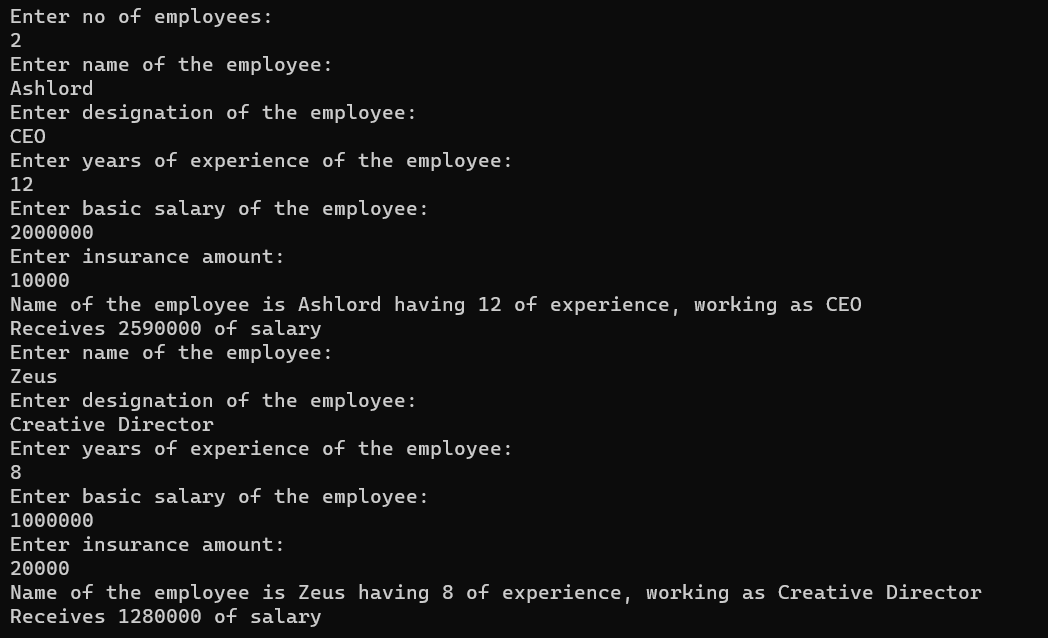 Enter no of employees:
2
Enter name of the employee:
Ashlord
Enter designation of the employee:
CEO
Enter years of experience of the employee:
12
Enter basic salary of the employee:
2000000
Enter insurance amount:
10000
Name of the employee is Ashlord having 12 of experience, working as CEO
Receives 2590000 of salary
Enter name of the employee:
Zeus
Enter designation of the employee:
Creative Director
Enter years of experience of the employee:
8
Enter basic salary of the employee:
1000000
Enter insurance amount:
20000
Name of the employee is Zeus having 8 of experience, working as Creative Director
Receives 1280000 of salary